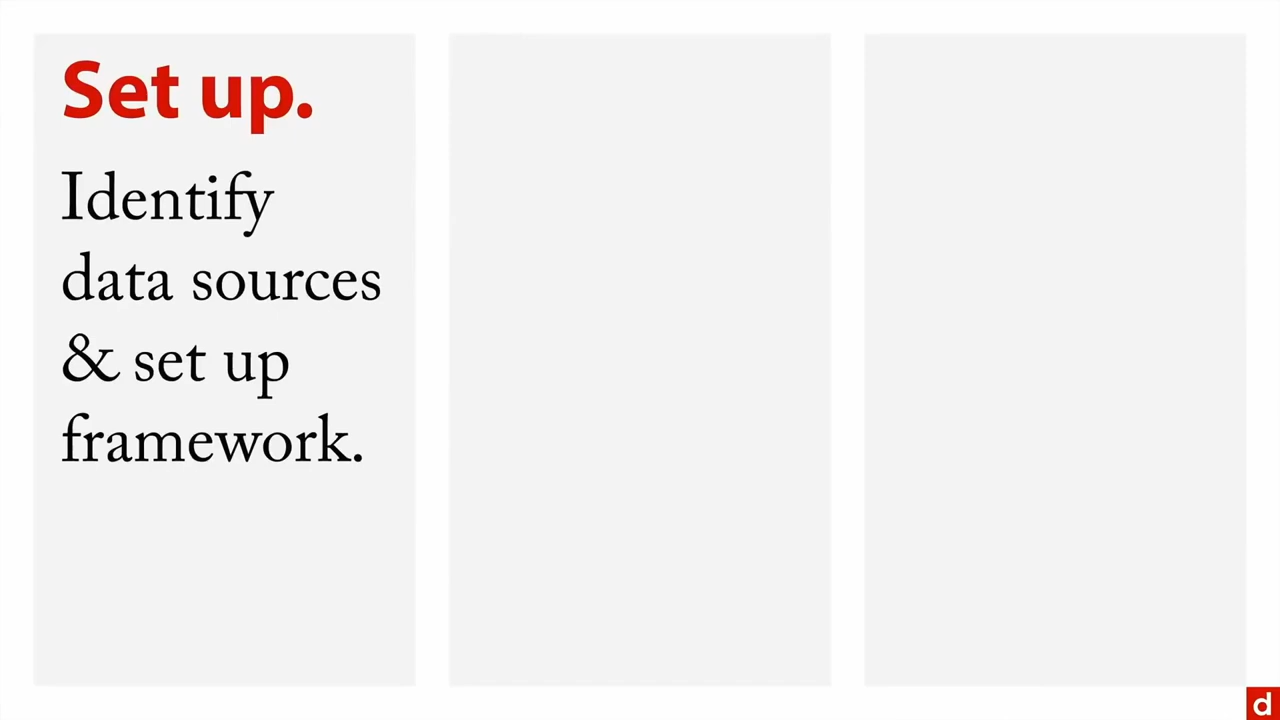 Set up.
Identify
data sources
& set up
framework.
d